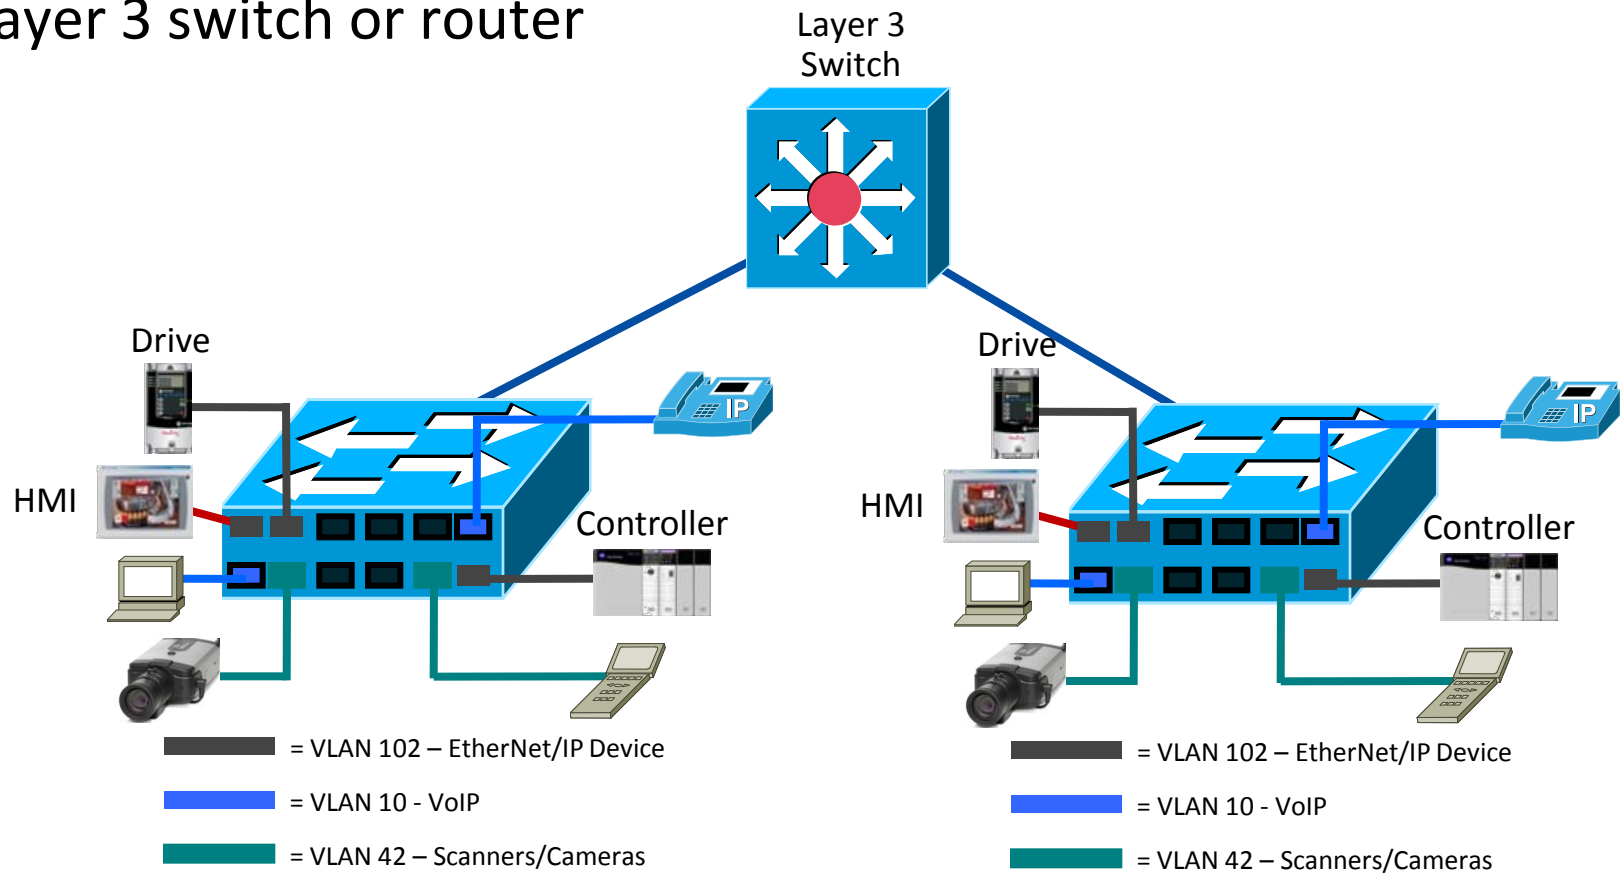 ayer 3 switch or router
Layer 3
Switch
Drive
IP
HMI
Controller
= VLAN 102 – EtherNet/IP Device
= VLAN 10 - VoIP
= VLAN 42 – Scanners/Cameras
Drive
IP
HMI
Controller
= VLAN 102 – EtherNet/IP Device
= VLAN 10 - VoIP
= VLAN 42 – Scanners/Cameras